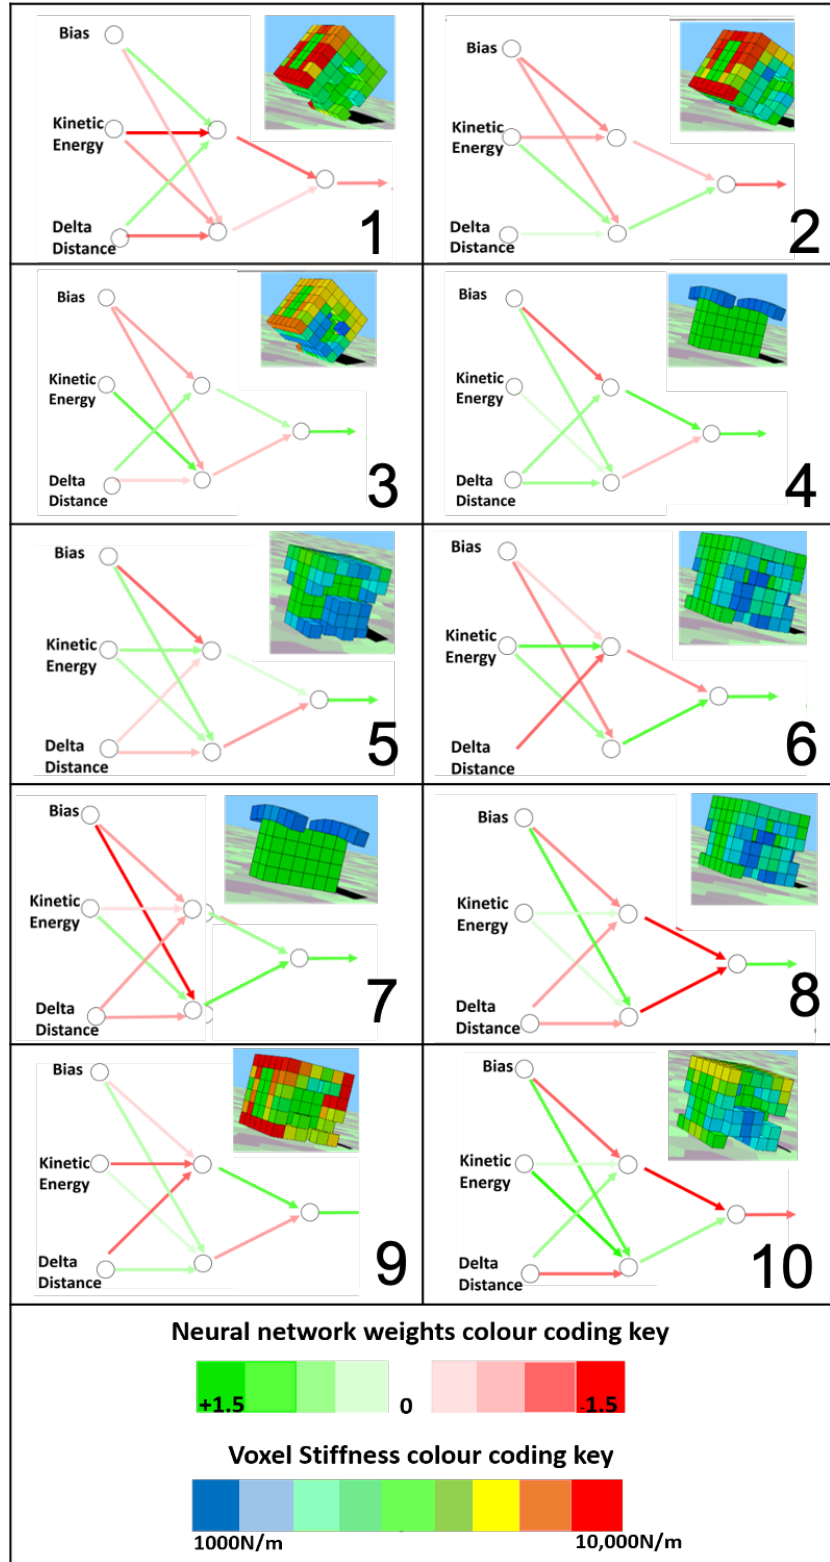 Bias
Kinetic
Energy
Delta
Distance
1
Bias
Kinetic
Energy
Delta
Distance
2
Bias
Kinetic
Energy
Delta
Distance
3
Bias
Kinetic
Energy
Delta
Distance
4
Bias
Kinetic
Energy
Delta
Distance
5
Bias
Kinetic
Energy
Delta
Distance
6
Bias
Kinetic
Energy
Delta
Distance
7
Bias
Kinetic
Energy
Delta
Distance
8
Bias
Kinetic
Energy
Delta
Distance
9
Bias
Kinetic
Energy
Delta
Distance
10
Neural network weights colour coding key
+1.5 0 -1.5
Voxel Stiffness colour coding key
1000N/m 10,000N/m